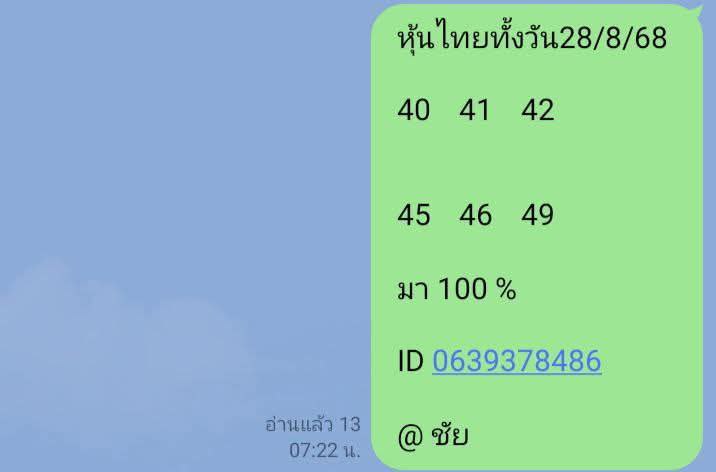 หุ้นไทยทั้งวัน28/8/68
40 41 42
45 46 49
มา 100 %
ID 0639378486
@ ชัย
อ่านแล้ว 13
07:22 น.